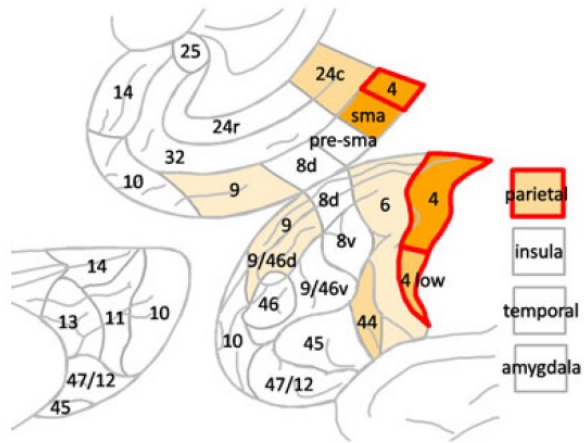 25
24c
4
14
sma
24r
pre-sma
32
8d
10
9
8d
6
4
parietal
9
8v
insula
14
9/46d
9/46v
4 low
46
13
11
10
44
temporal
10
45
47/12
amygdala
45
47/12